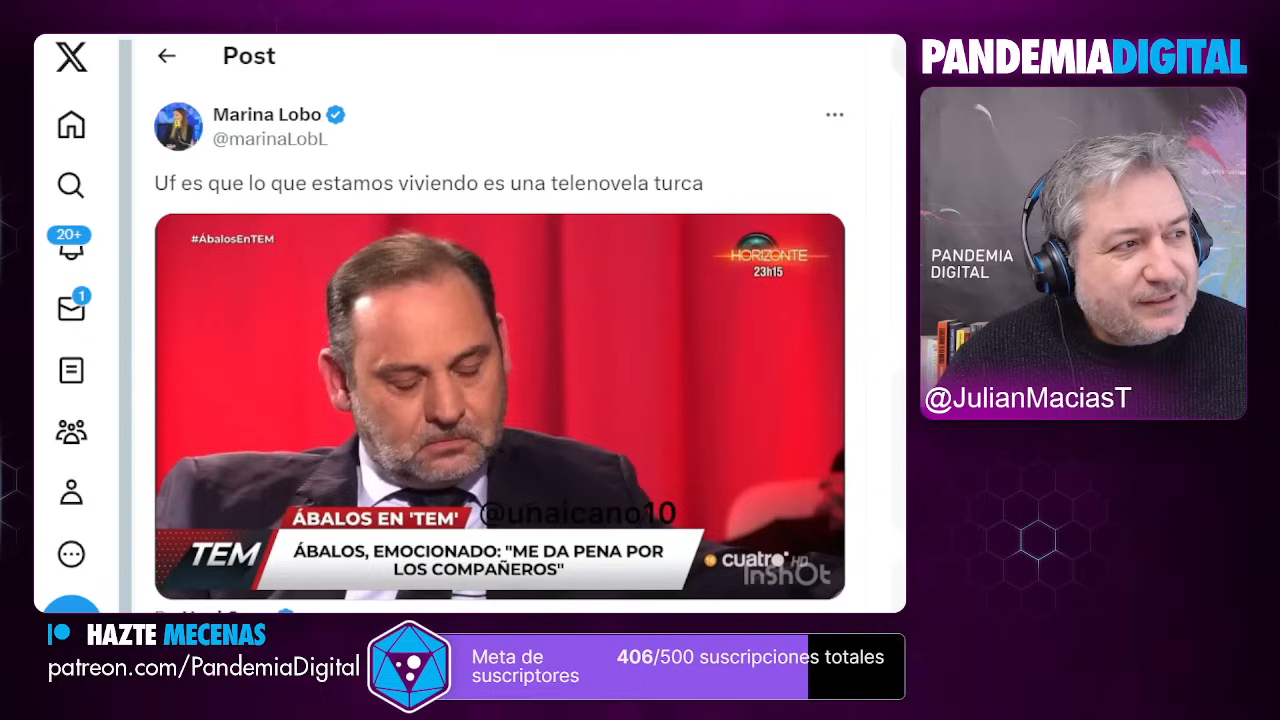 Post
PANDEMIADIGITAL
Marina Lobo
@marinaLobL
Uf es que lo que estamos viviendo es una telenovela turca
20+
1
#ÁbalosEnTEM
HORIZONTE
23h15
ÁBALOS EN 'TEM'
@unaicano10
TEM
ÁBALOS, EMOCIONADO: "ME DA PENA POR
LOS COMPAÑEROS"
cuatro HD
InShOt
PANDEMIA
DIGITAL
@JulianMaciasT
HAZTE MECENAS
patreon.com/PandemiaDigital
Meta de
suscriptores
406/500 suscripciones totales